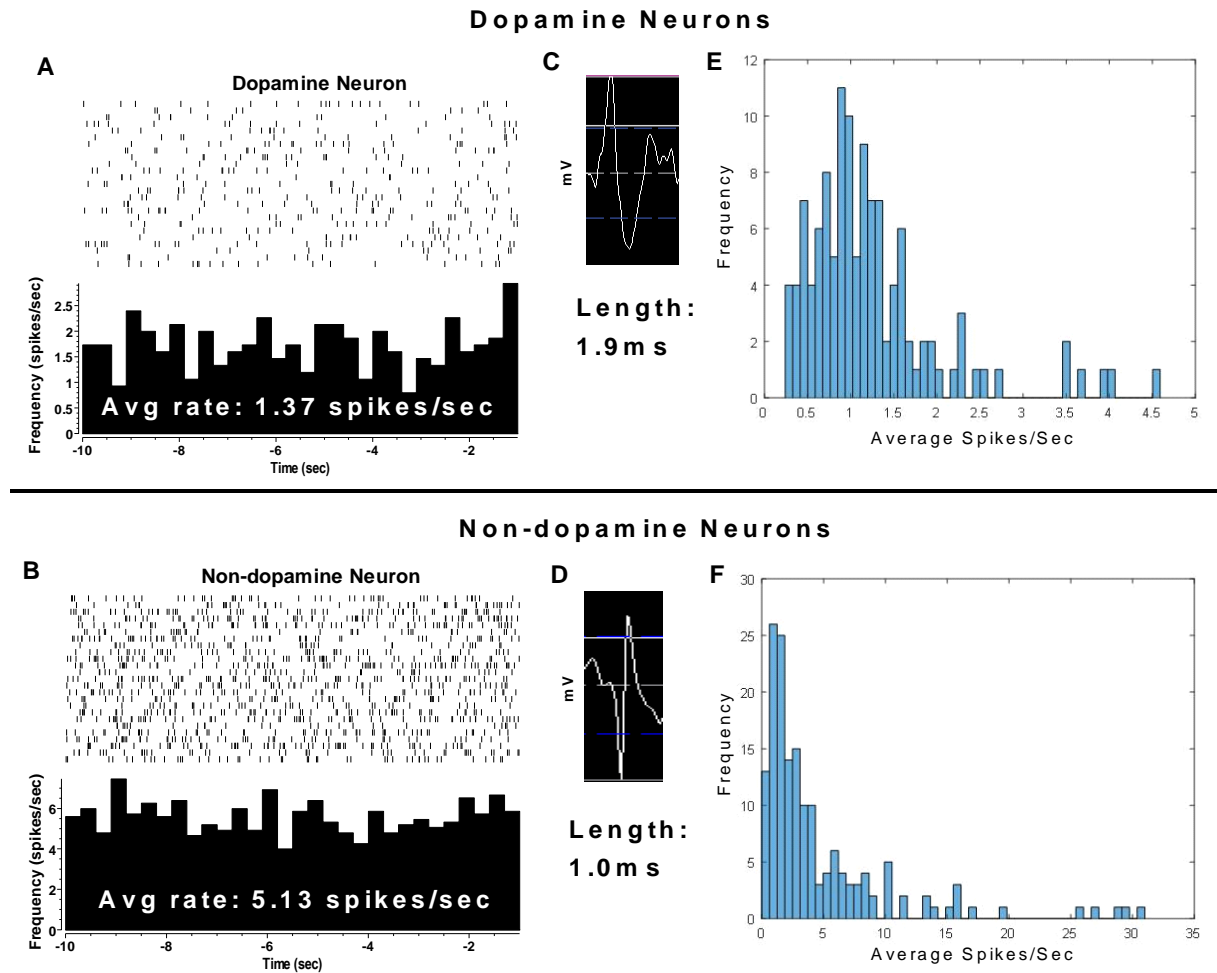 Dopamine Neurons
A
Dopamine Neuron
Frequency (spikes/sec)
2.5
2
1.5
1
0.5
0
Avg rate: 1.37 spikes/sec
-10
-8
-6
-4
-2
Time (sec)
C
mV
Length:
1.9ms
E
Frequency
12
10
8
6
4
2
0
0
0.5
1
1.5
2
2.5
3
3.5
4
4.5
5
Average Spikes/Sec
Non-dopamine Neurons
B
Non-dopamine Neuron
Frequency (spikes/sec)
6
4
2
0
Avg rate: 5.13 spikes/sec
-10
-8
-6
-4
-2
Time (sec)
D
mV
Length:
1.0ms
F
Frequency
30
25
20
15
10
5
0
0
5
10
15
20
25
30
35
Average Spikes/Sec